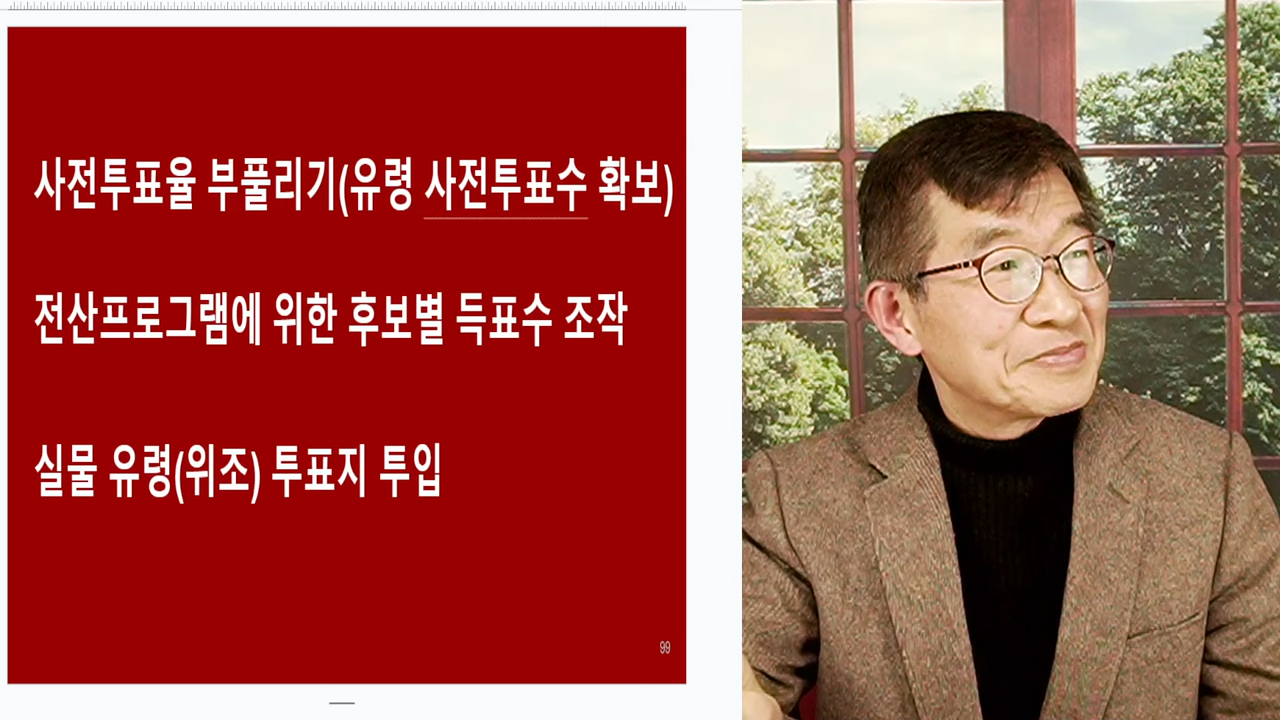 사전투표율 부풀리기(유령 사전투표수 확보)
전산프로그램에 위한 후보별 득표수 조작
실물 유령(위조) 투표지 투입
99